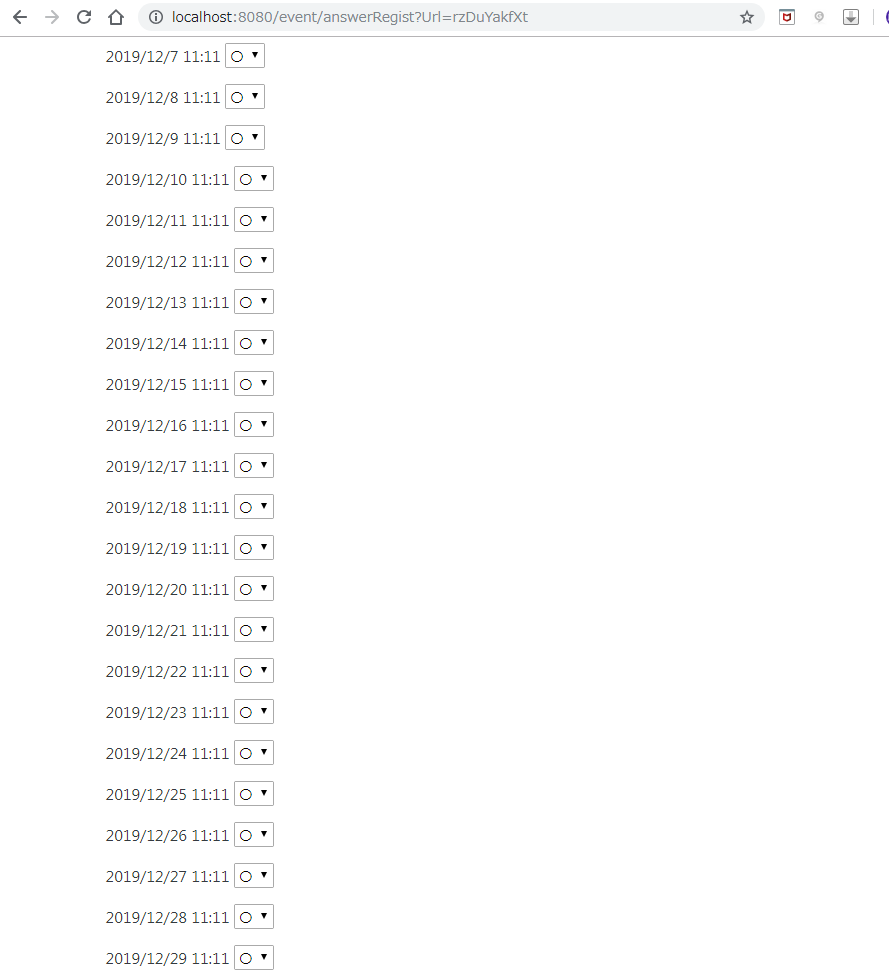 localhost:8080/event/answerRegist?Url=rzDuYakfXt
2019/12/7 11:11 ○
2019/12/8 11:11 ○
2019/12/9 11:11 ○
2019/12/10 11:11 ○
2019/12/11 11:11 ○
2019/12/12 11:11 ○
2019/12/13 11:11 ○
2019/12/14 11:11 ○
2019/12/15 11:11 ○
2019/12/16 11:11 ○
2019/12/17 11:11 ○
2019/12/18 11:11 ○
2019/12/19 11:11 ○
2019/12/20 11:11 ○
2019/12/21 11:11 ○
2019/12/22 11:11 ○
2019/12/23 11:11 ○
2019/12/24 11:11 ○
2019/12/25 11:11 ○
2019/12/26 11:11 ○
2019/12/27 11:11 ○
2019/12/28 11:11 ○
2019/12/29 11:11 ○